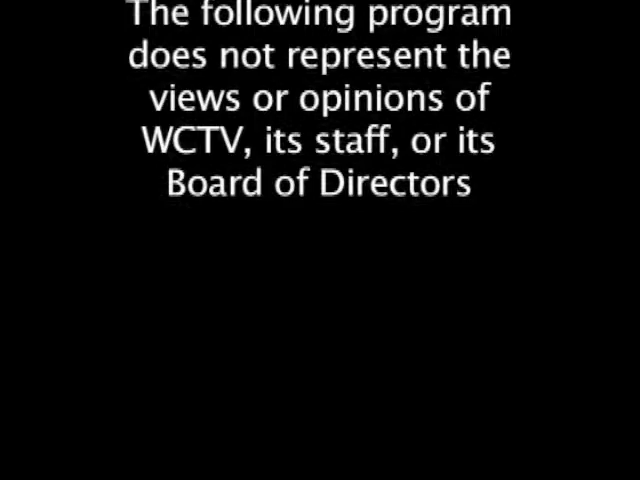 The following program
does not represent the
views or opinions of
WCTV, its staff, or its
Board of Directors